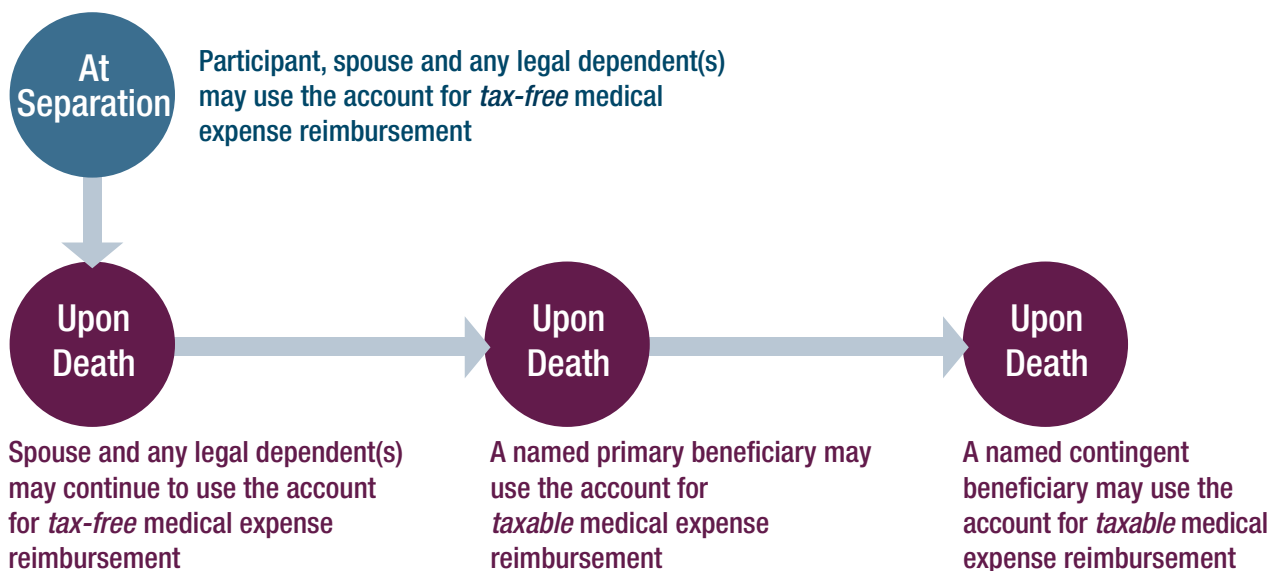 At
Separation
Participant, spouse and any legal dependent(s)
may use the account for tax-free medical
expense reimbursement
Upon
Death
Spouse and any legal dependent(s)
may continue to use the account
for tax-free medical expense
reimbursement
Upon
Death
A named primary beneficiary may
use the account for
taxable medical expense
reimbursement
Upon
Death
A named contingent
beneficiary may use the
account for taxable medical
expense reimbursement